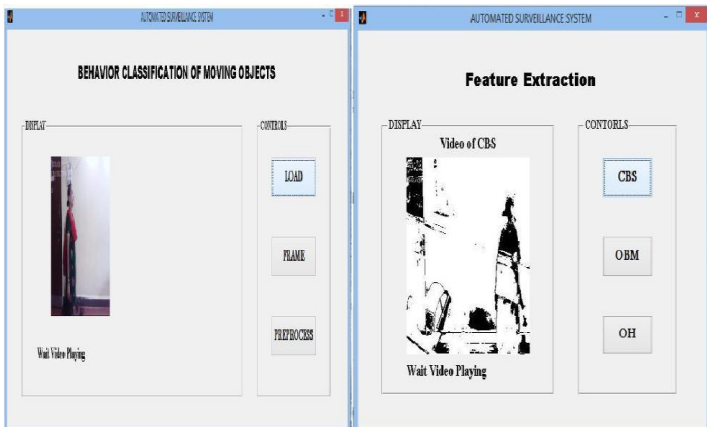 AUTOMATED SURVEILLANCE SYSTEM
BEHAVIOR CLASSIFICATION OF MOVING OBJECTS
DISPLAY
CONTROLS
LOAD
FRAME
PREPROCESS
Wait Video Playing
AUTOMATED SURVEILLANCE SYSTEM
Feature Extraction
DISPLAY
CONTORLS
Video of CBS
CBS
OBM
OH
Wait Video Playing